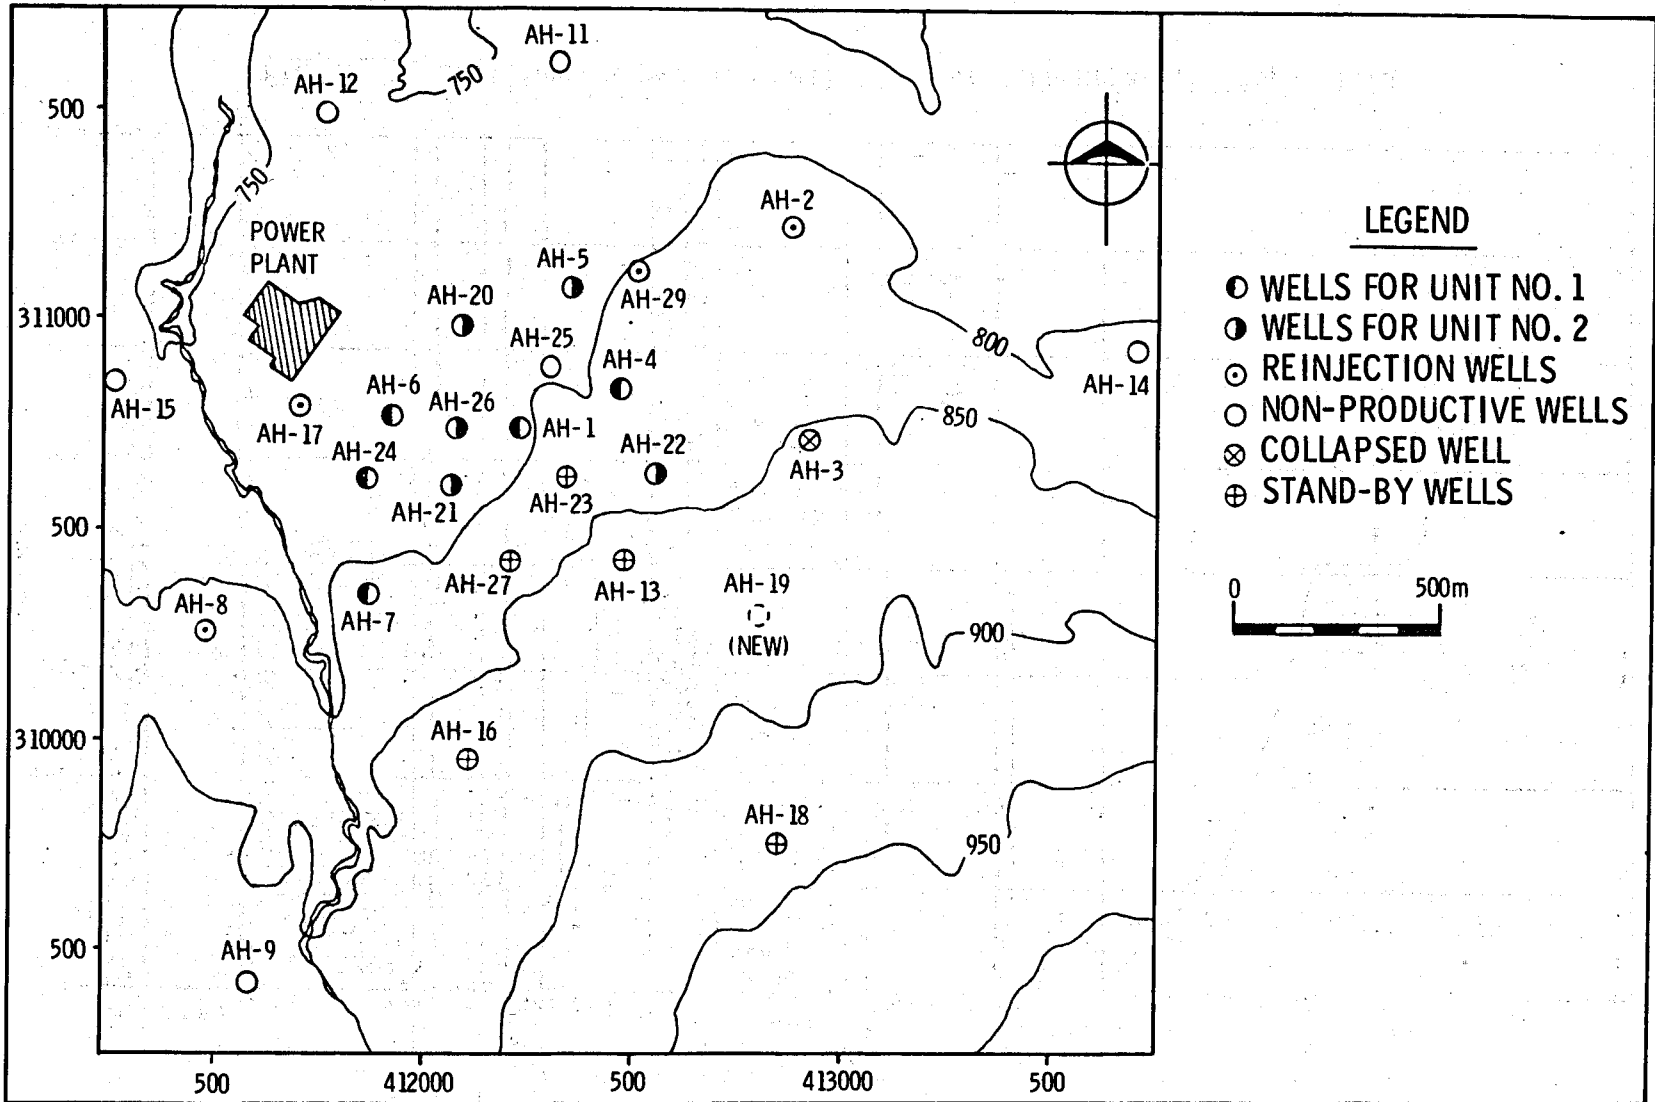 AH-11
750
AH-12
500
750
AH-2
POWER
PLANT
AH-5
AH-29
AH-20
311000
AH-25
800
AH-4
AH-14
AH-6
AH-26
AH-15
AH-17
AH-1
850
AH-24
AH-22
AH-3
AH-21
AH-23
500
AH-27
AH-13
AH-19
(NEW)
AH-8
AH-7
900
310000
AH-16
AH-18
950
500
AH-9
500
412000
500
413000
500
LEGEND
WELLS FOR UNIT NO. 1
WELLS FOR UNIT NO. 2
REINJECTION WELLS
NON-PRODUCTIVE WELLS
COLLAPSED WELL
STAND-BY WELLS
0 500m